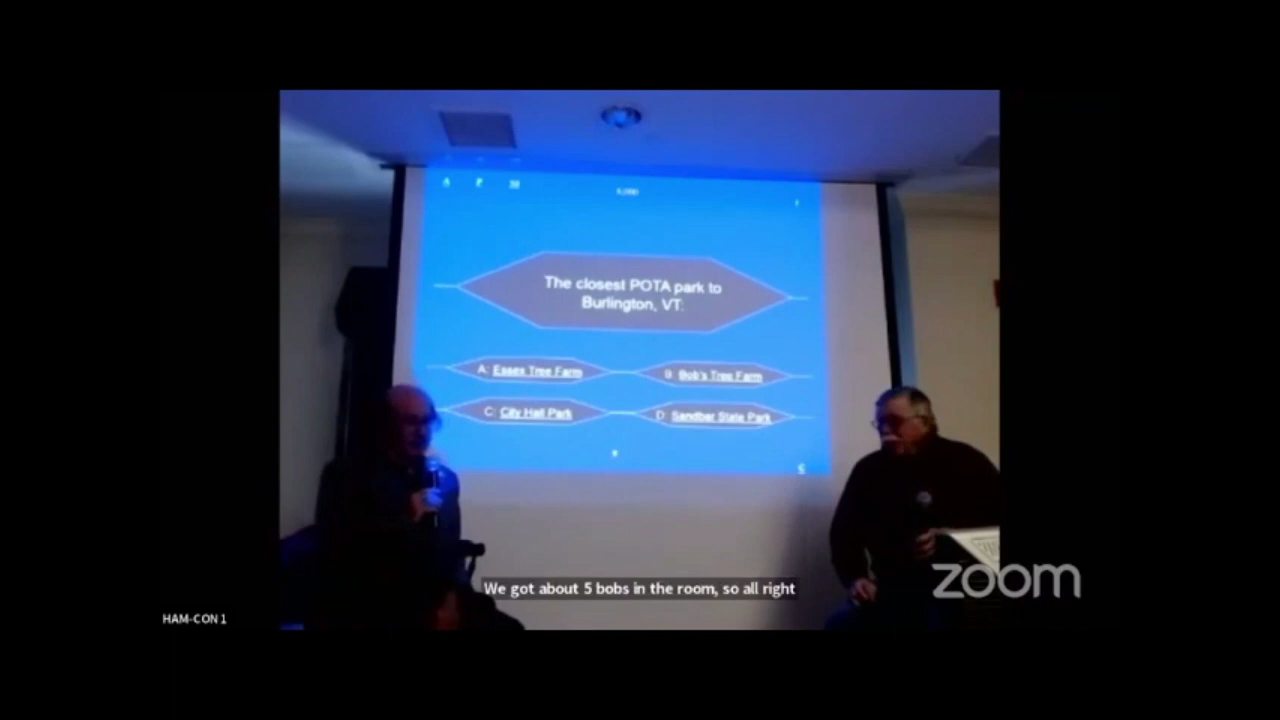 The closest POTA park to
Burlington, VT:
A: Essex Tree Farm
B: Bob's Tree Farm
C: City Hall Park
D: Sandbar State Park
We got about 5 bobs in the room, so all right
zoom
HAM-CON 1